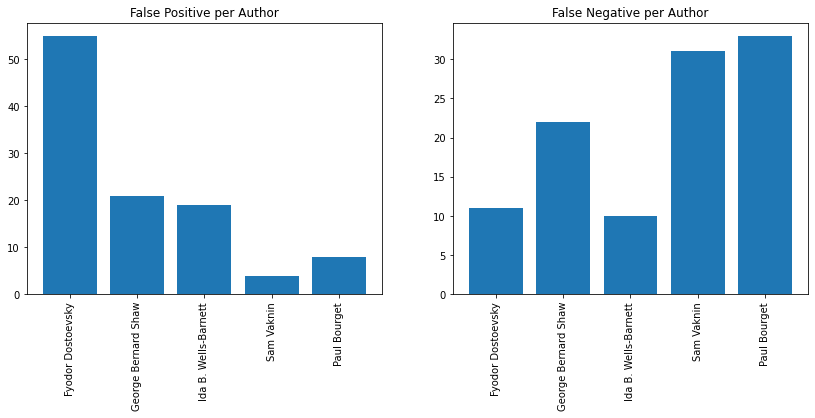 False Positive per Author
50
40
30
20
10
0
Fyodor Dostoevsky
George Bernard Shaw
Ida B. Wells-Barnett
Sam Vaknin
Paul Bourget
False Negative per Author
30
25
20
15
10
5
0
Fyodor Dostoevsky
George Bernard Shaw
Ida B. Wells-Barnett
Sam Vaknin
Paul Bourget